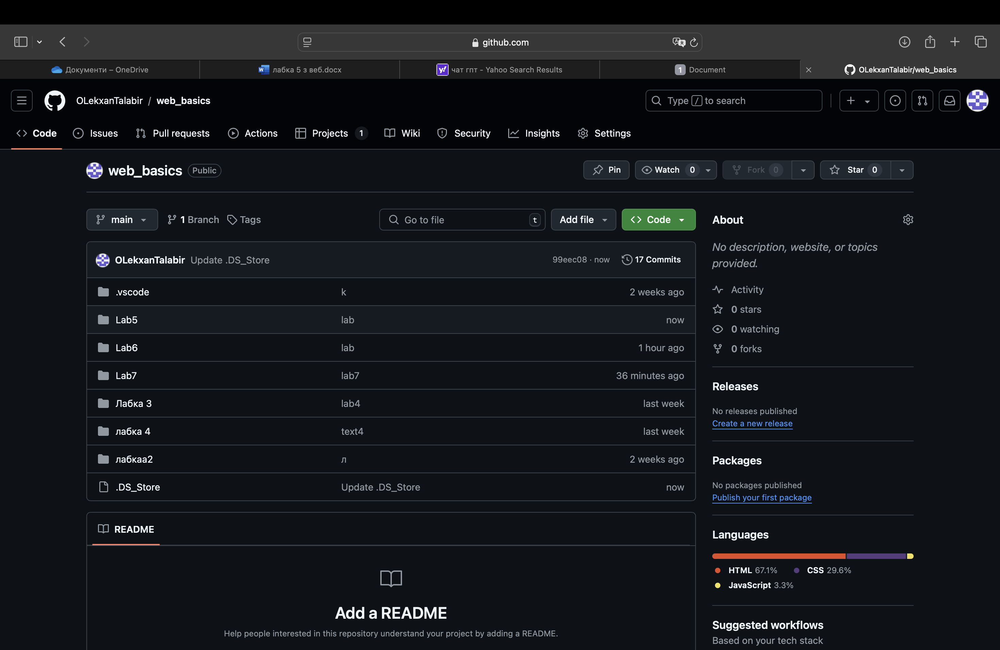 github.com
Документи – OneDrive
лабка 5 з веб.docx
чат гпт - Yahoo Search Results
1 Document
OLekxanTalabir/web_basics
OLekxanTalabir / web_basics
Type / to search
Code
Issues
Pull requests
Actions
Projects 1
Wiki
Security
Insights
Settings
web_basics Public
Pin
Watch 0
Fork 0
Star 0
main
1 Branch
Tags
Go to file t
Add file
Code
OLekxanTalabir Update .DS_Store 99eec08 · now 17 Commits
.vscode k 2 weeks ago
Lab5 lab now
Lab6 lab 1 hour ago
Lab7 lab7 36 minutes ago
Лабка 3 lab4 last week
лабка 4 text4 last week
лабкаа2 л 2 weeks ago
.DS_Store Update .DS_Store now
README
Add a README
Help people interested in this repository understand your project by adding a README.
About
No description, website, or topics
provided.
Activity
0 stars
0 watching
0 forks
Releases
No releases published
Create a new release
Packages
No packages published
Publish your first package
Languages
HTML 67.1% CSS 29.6%
JavaScript 3.3%
Suggested workflows
Based on your tech stack